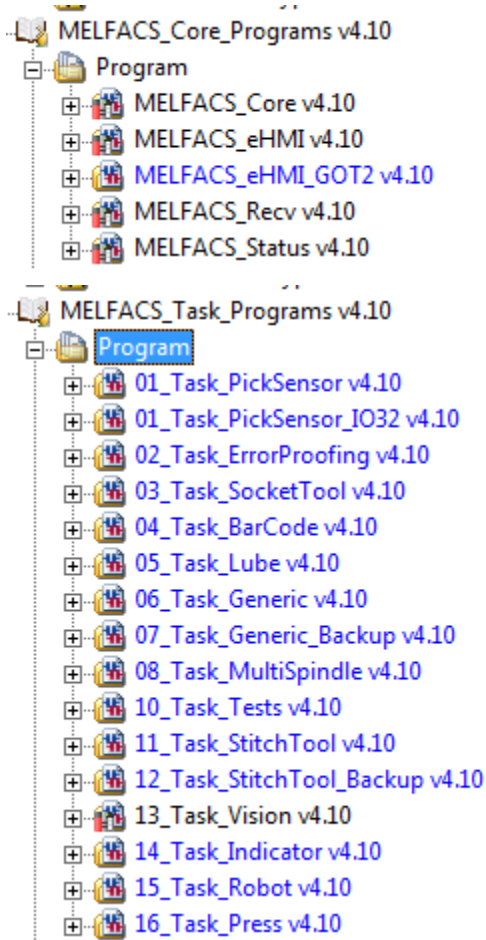 MELFACS_Core_Programs v4.10
Program
MELFACS_Core v4.10
MELFACS_eHMI v4.10
MELFACS_eHMI_GOT2 v4.10
MELFACS_Recv v4.10
MELFACS_Status v4.10
MELFACS_Task_Programs v4.10
Program
01_Task_PickSensor v4.10
01_Task_PickSensor_IO32 v4.10
02_Task_ErrorProofing v4.10
03_Task_SocketTool v4.10
04_Task_BarCode v4.10
05_Task_Lube v4.10
06_Task_Generic v4.10
07_Task_Generic_Backup v4.10
08_Task_MultiSpindle v4.10
10_Task_Tests v4.10
11_Task_StitchTool v4.10
12_Task_StitchTool_Backup v4.10
13_Task_Vision v4.10
14_Task_Indicator v4.10
15_Task_Robot v4.10
16_Task_Press v4.10